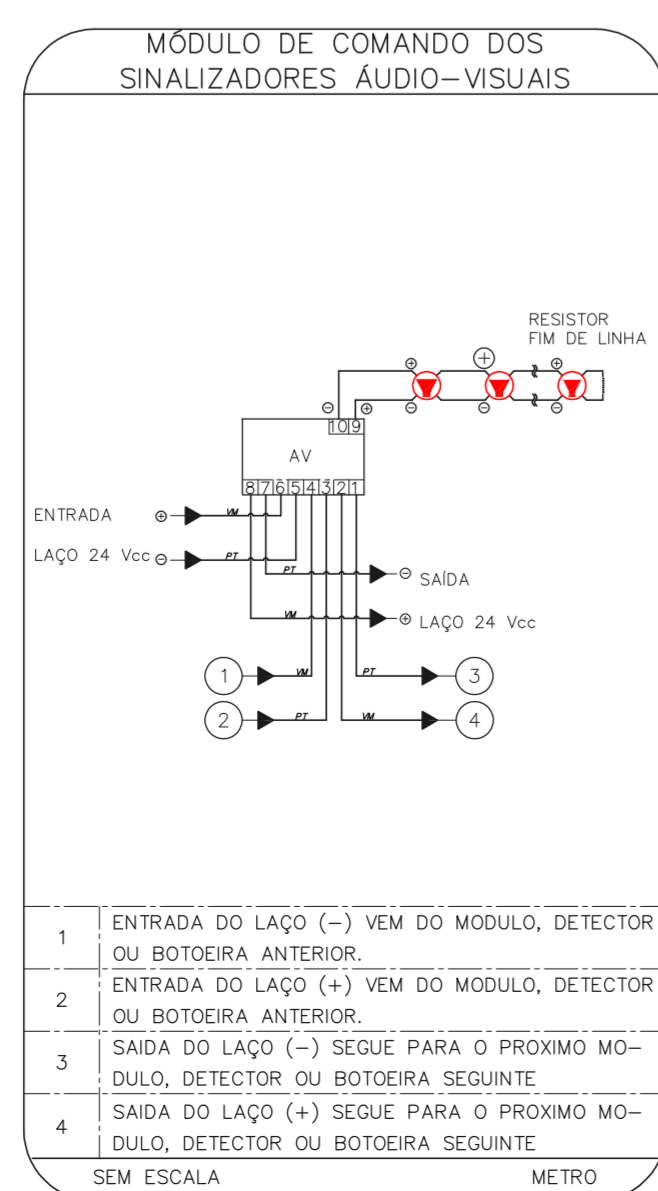 MÓDULO DE COMANDO DOS
SINALIZADORES ÁUDIO-VISUAIS
RESISTOR
FIM DE LINHA
⊕ ⊕ ⊕
⊖ ⊖ ⊖
⊖ 10 9 ⊕
AV
8 7 6 5 4 3 2 1
ENTRADA ⊕ VM
LAÇO 24 Vcc ⊖ PT
PT ⊖ SAÍDA
VM ⊕ LAÇO 24 Vcc
1 VM PT 3
2 PT VM 4
1 ENTRADA DO LAÇO (-) VEM DO MODULO, DETECTOR
OU BOTOEIRA ANTERIOR.
2 ENTRADA DO LAÇO (+) VEM DO MODULO, DETECTOR
OU BOTOEIRA ANTERIOR.
3 SAIDA DO LAÇO (-) SEGUE PARA O PROXIMO MO-
DULO, DETECTOR OU BOTOEIRA SEGUINTE
4 SAIDA DO LAÇO (+) SEGUE PARA O PROXIMO MO-
DULO, DETECTOR OU BOTOEIRA SEGUINTE
SEM ESCALA METRO